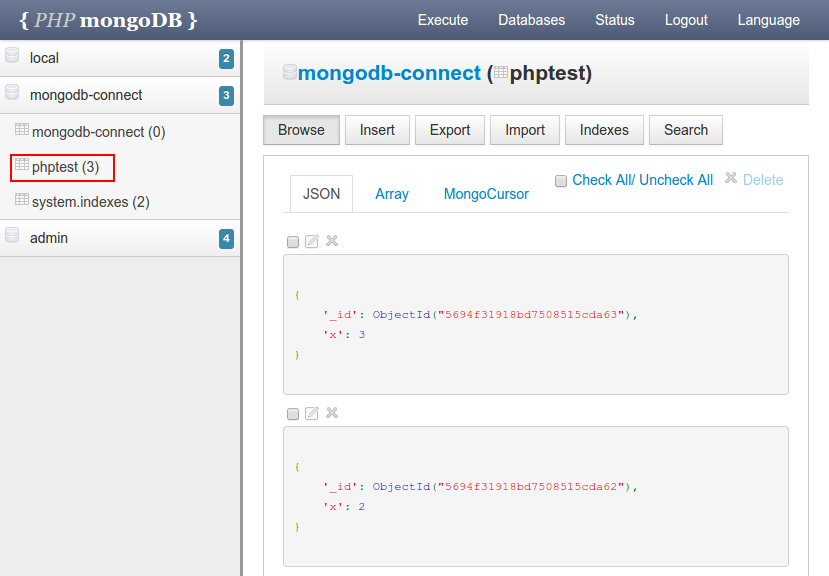 { PHP mongoDB }
Execute Databases Status Logout Language
local 2
mongodb-connect 3
mongodb-connect (0)
phptest (3)
system.indexes (2)
admin 4
mongodb-connect (phptest)
Browse Insert Export Import Indexes Search
JSON Array MongoCursor Check All/ Uncheck All Delete
{
'_id': ObjectId("5694f31918bd7508515cda63"),
'x': 3
}
{
'_id': ObjectId("5694f31918bd7508515cda62"),
'x': 2
}